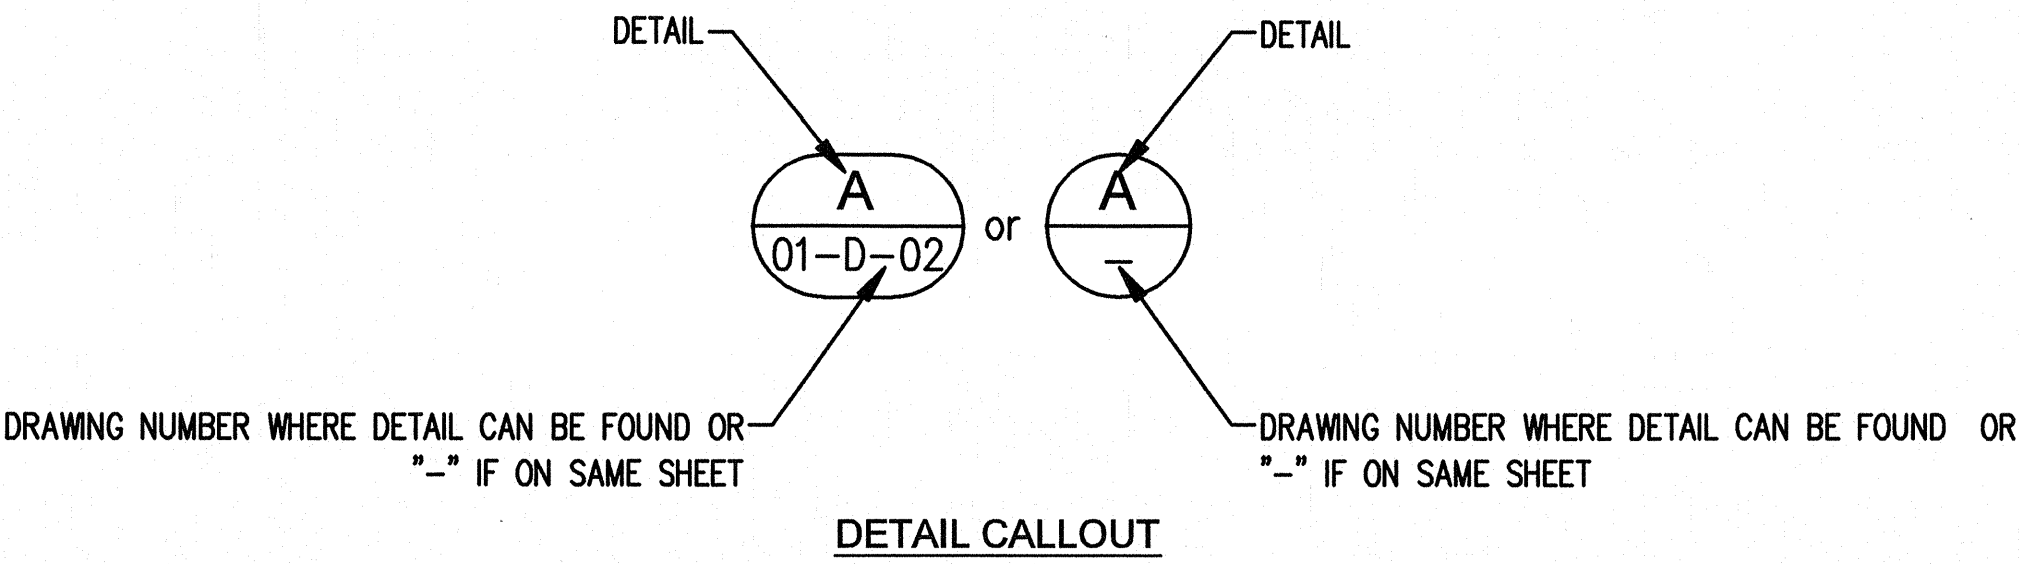 DETAIL
DETAIL
A
01-D-02
or
A
-
DRAWING NUMBER WHERE DETAIL CAN BE FOUND OR
"-" IF ON SAME SHEET
DRAWING NUMBER WHERE DETAIL CAN BE FOUND OR
"-" IF ON SAME SHEET
DETAIL CALLOUT